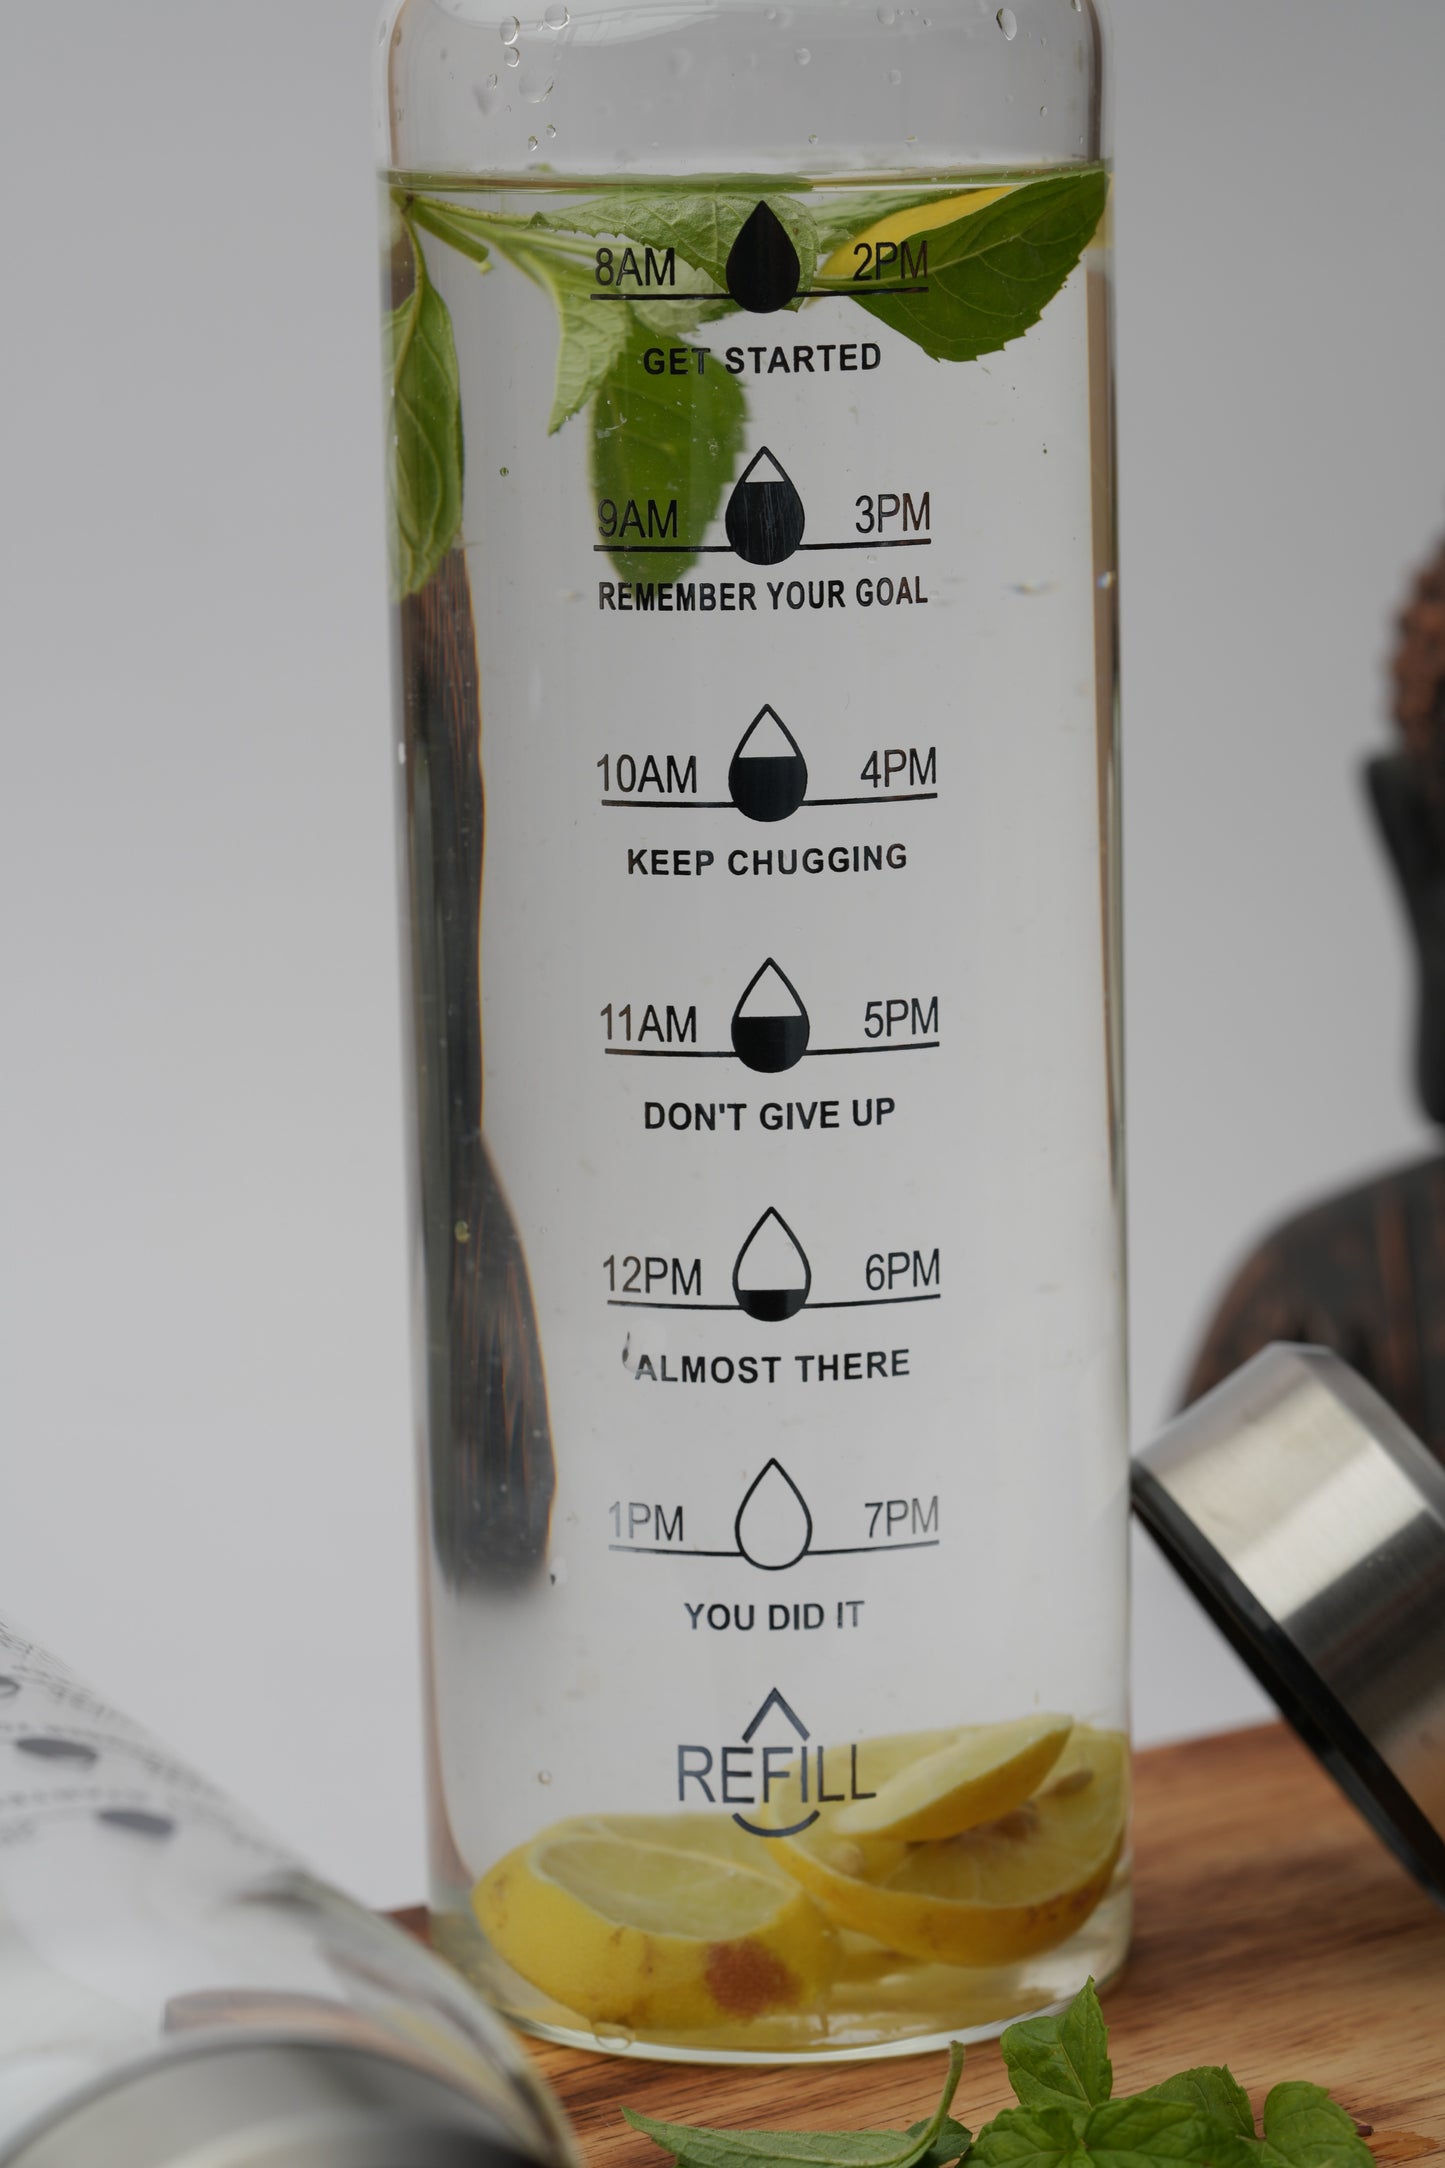 8AM 2PM
GET STARTED
9AM 3PM
REMEMBER YOUR GOAL
10AM 4PM
KEEP CHUGGING
11AM 5PM
DON'T GIVE UP
12PM 6PM
ALMOST THERE
1PM 7PM
YOU DID IT
REFILL